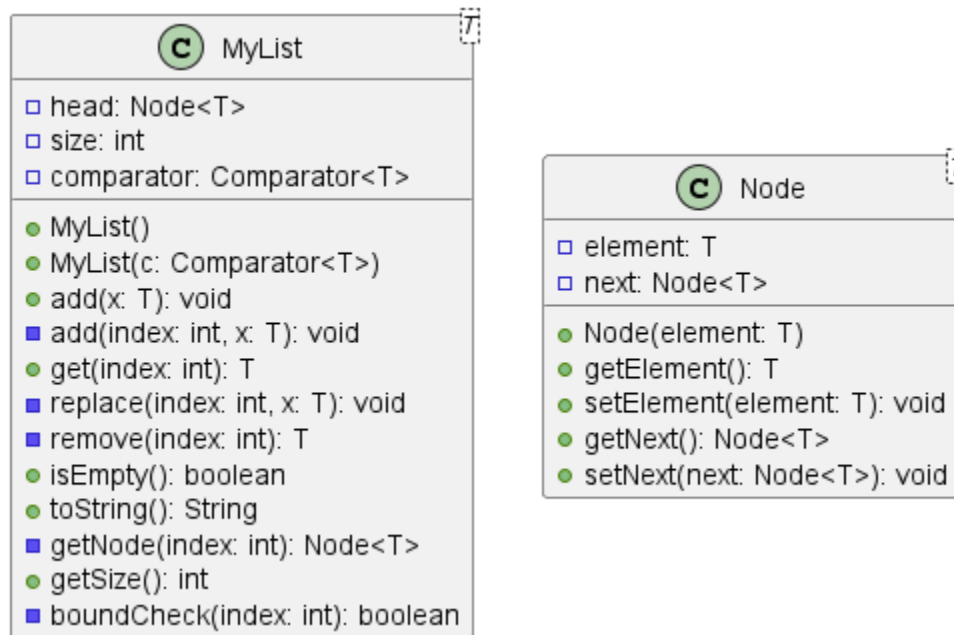 T
C MyList
head: Node<T>
size: int
comparator: Comparator<T>
MyList()
MyList(c: Comparator<T>)
add(x: T): void
add(index: int, x: T): void
get(index: int): T
replace(index: int, x: T): void
remove(index: int): T
isEmpty(): boolean
toString(): String
getNode(index: int): Node<T>
getSize(): int
boundCheck(index: int): boolean
C Node
element: T
next: Node<T>
Node(element: T)
getElement(): T
setElement(element: T): void
getNext(): Node<T>
setNext(next: Node<T>): void